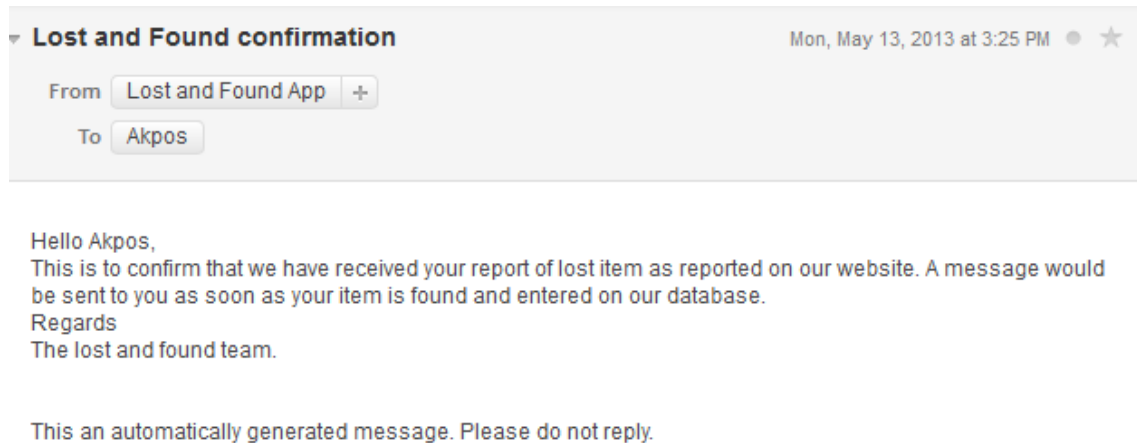 Lost and Found confirmation
Mon, May 13, 2013 at 3:25 PM
From Lost and Found App +
To Akpos
Hello Akpos,
This is to confirm that we have received your report of lost item as reported on our website. A message would
be sent to you as soon as your item is found and entered on our database.
Regards
The lost and found team.
This an automatically generated message. Please do not reply.